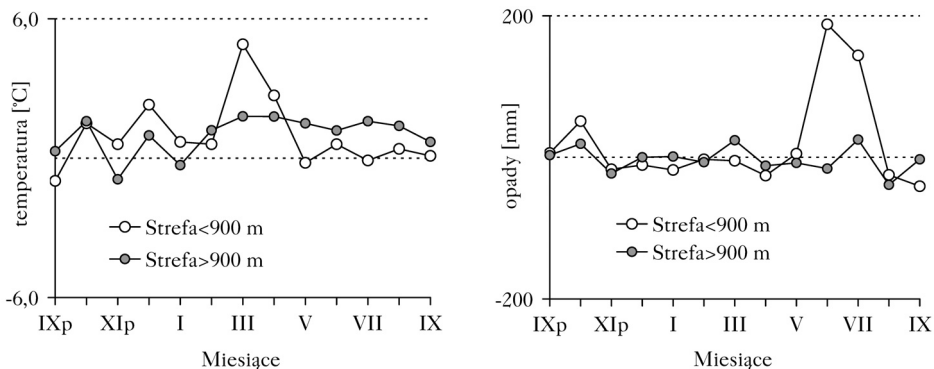 6,0
temperatura [°C]
-6,0
Strefa<900 m
Strefa>900 m
IXp XIp I III V VII IX
Miesiące
200
opady [mm]
-200
Strefa<900 m
Strefa>900 m
IXp XIp I III V VII IX
Miesiące